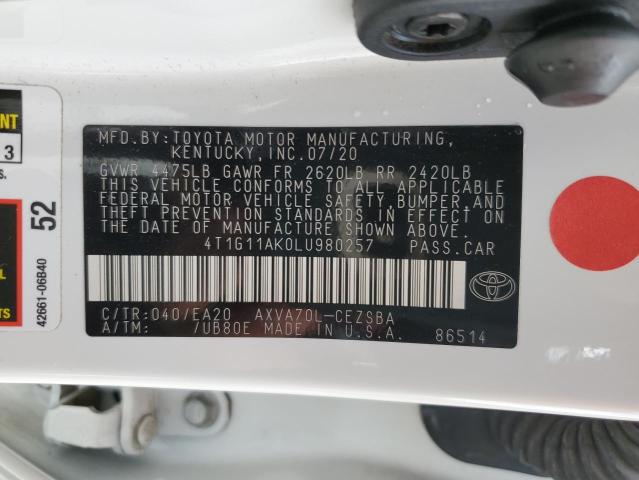 MFD.BY:TOYOTA MOTOR MANUFACTURING,
KENTUCKY,INC.07/20
GVWR 4475LB GAWR FR 2620LB RR 2420LB
THIS VEHICLE CONFORMS TO ALL APPLICABLE
FEDERAL MOTOR VEHICLE SAFETY,BUMPER,AND
THEFT PREVENTION STANDARDS IN EFFECT ON
THE DATE OF MANUFACTURE SHOWN ABOVE.
4T1G11AK0LU980257 PASS.CAR
C/TR:040/EA20 AXVA70L-CEZSBA
A/TM: 7/UB80E MADE IN U.S.A. 86514
52
42661-06B40
3